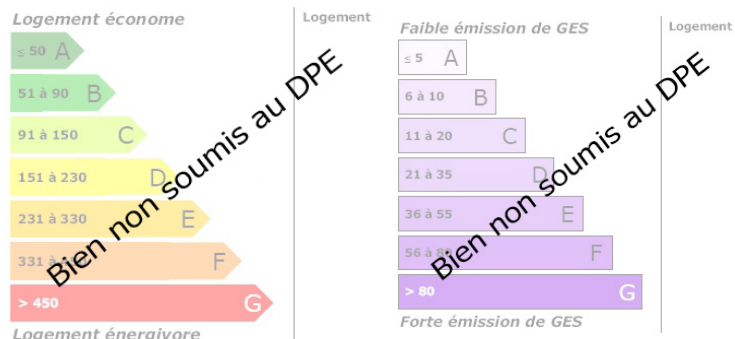 Logement économe
Logement
≤ 50 A
51 à 90 B
91 à 150 C
151 à 230 D
231 à 330 E
331 F
> 450 G
Logement énergivore
Bien non soumis au DPE
Faible émission de GES
Logement
≤ 5 A
6 à 10 B
11 à 20 C
21 à 35 D
36 à 55 E
56 à 80 F
> 80 G
Forte émission de GES
Bien non soumis au DPE